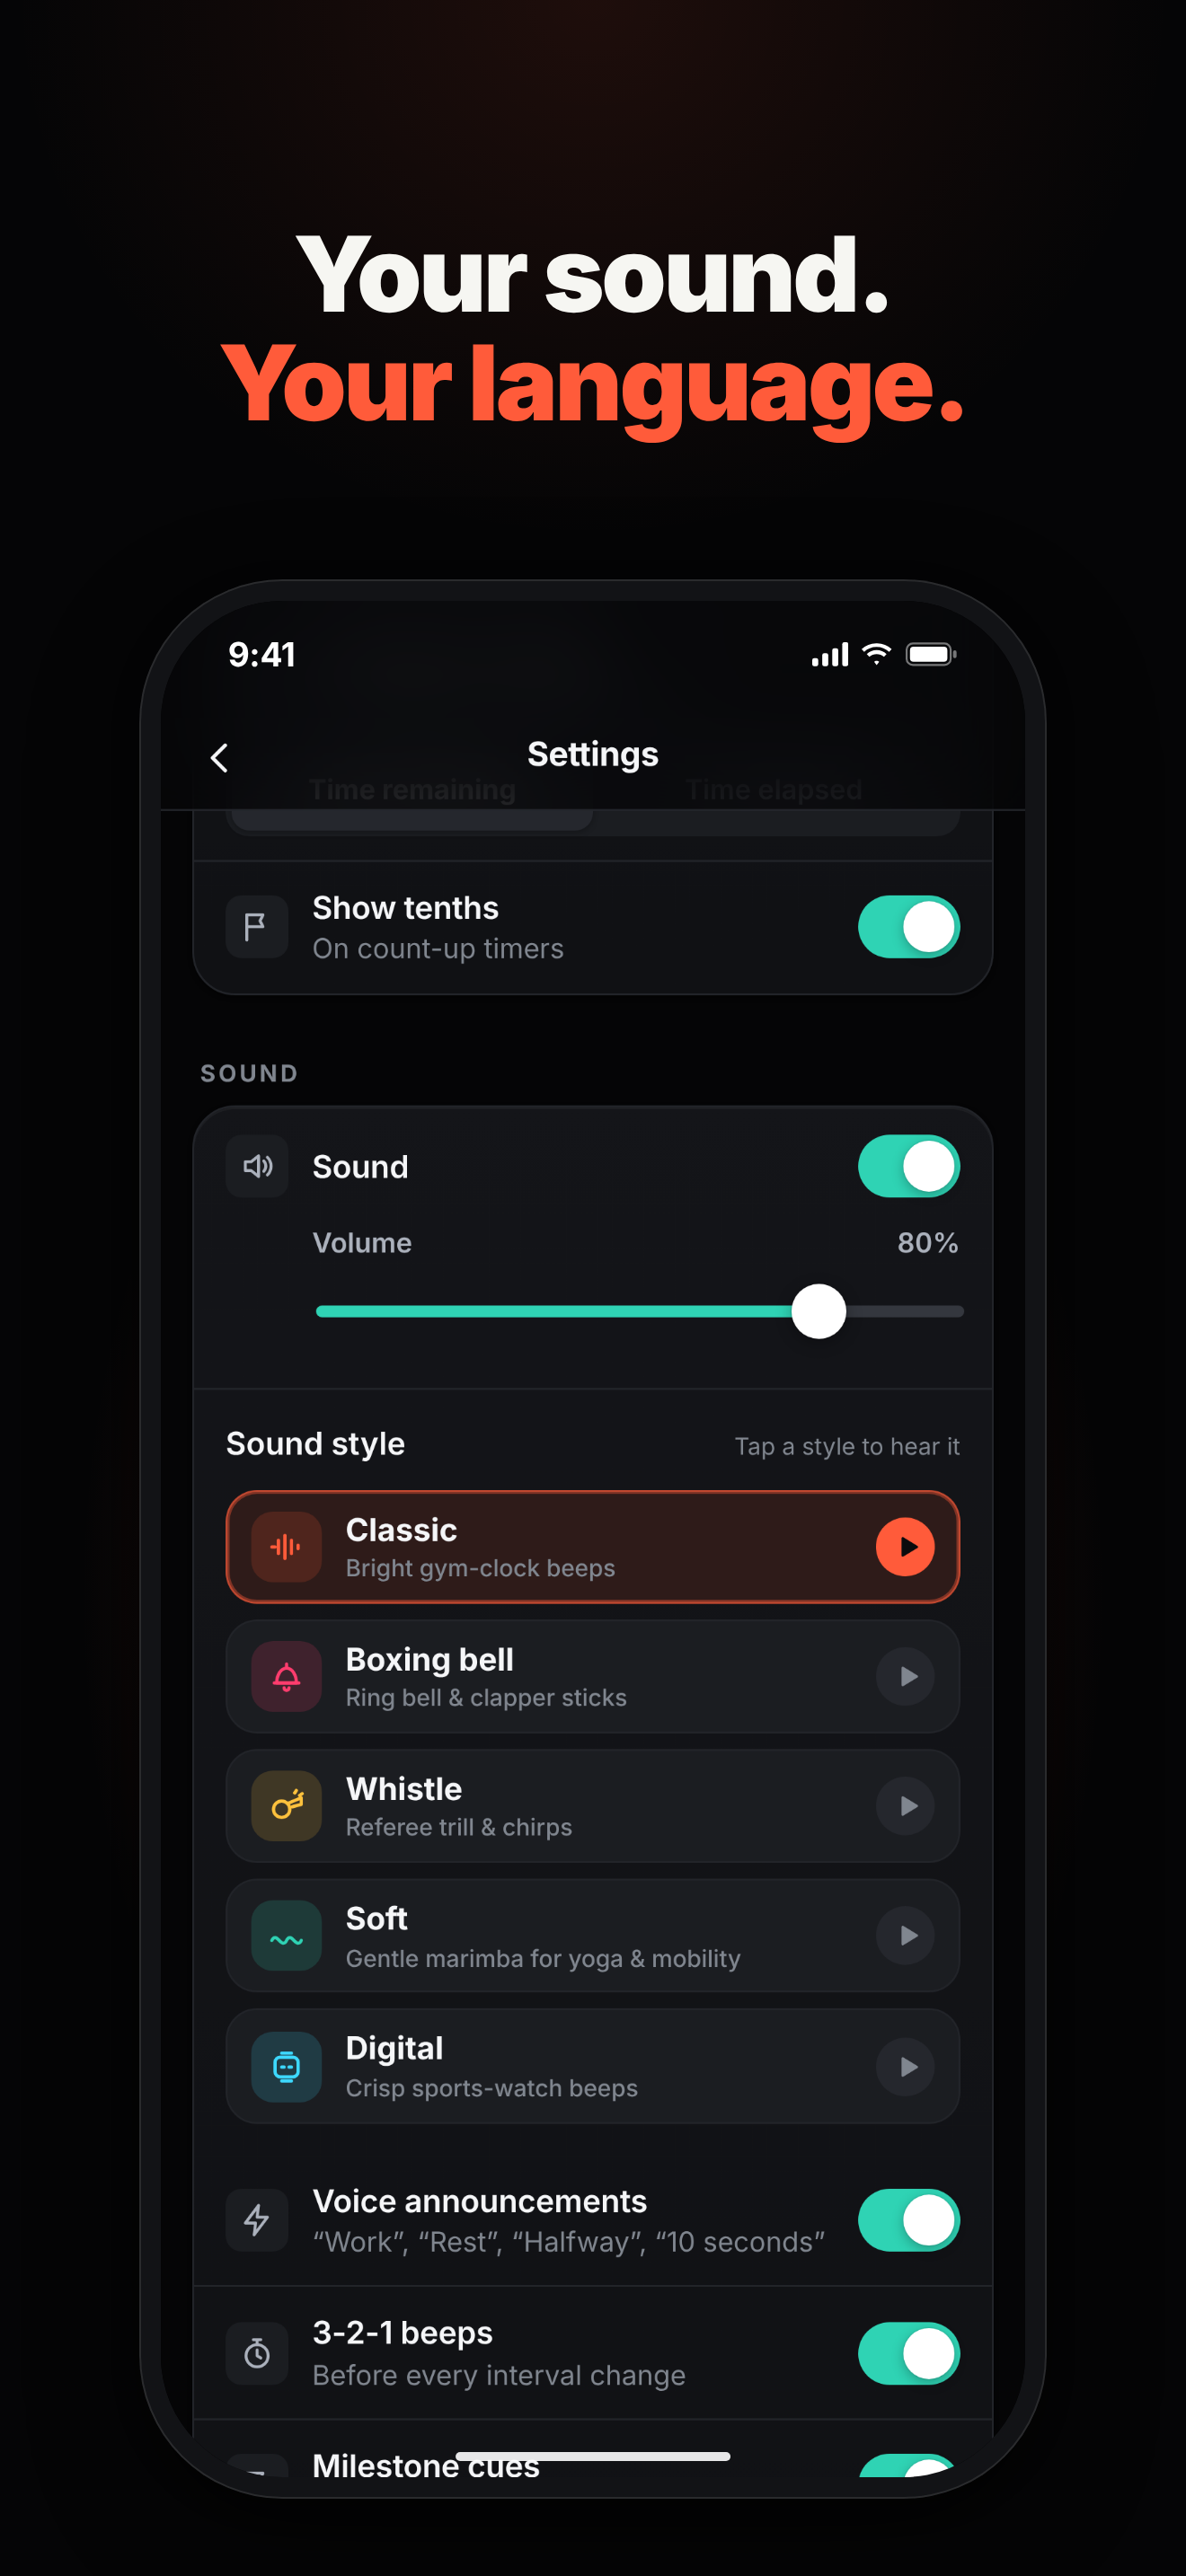 Your sound.
Your language.
9:41
Settings
Time remaining Time elapsed
Show tenths
On count-up timers
SOUND
Sound
Volume 80%
Sound style Tap a style to hear it
Classic
Bright gym-clock beeps
Boxing bell
Ring bell & clapper sticks
Whistle
Referee trill & chirps
Soft
Gentle marimba for yoga & mobility
Digital
Crisp sports-watch beeps
Voice announcements
“Work”, “Rest”, “Halfway”, “10 seconds”
3-2-1 beeps
Before every interval change
Milestone cues